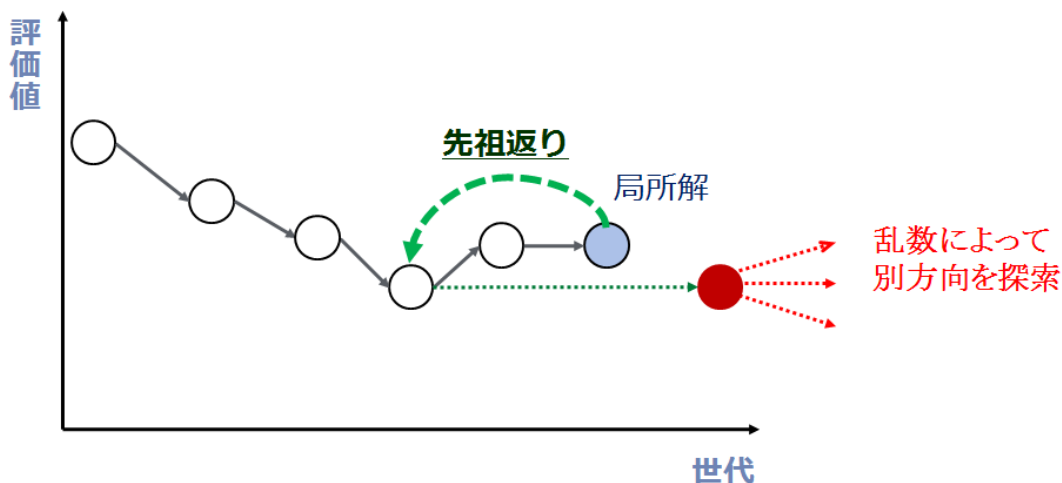 評価値
先祖返り
局所解
乱数によって
別方向を探索
世代